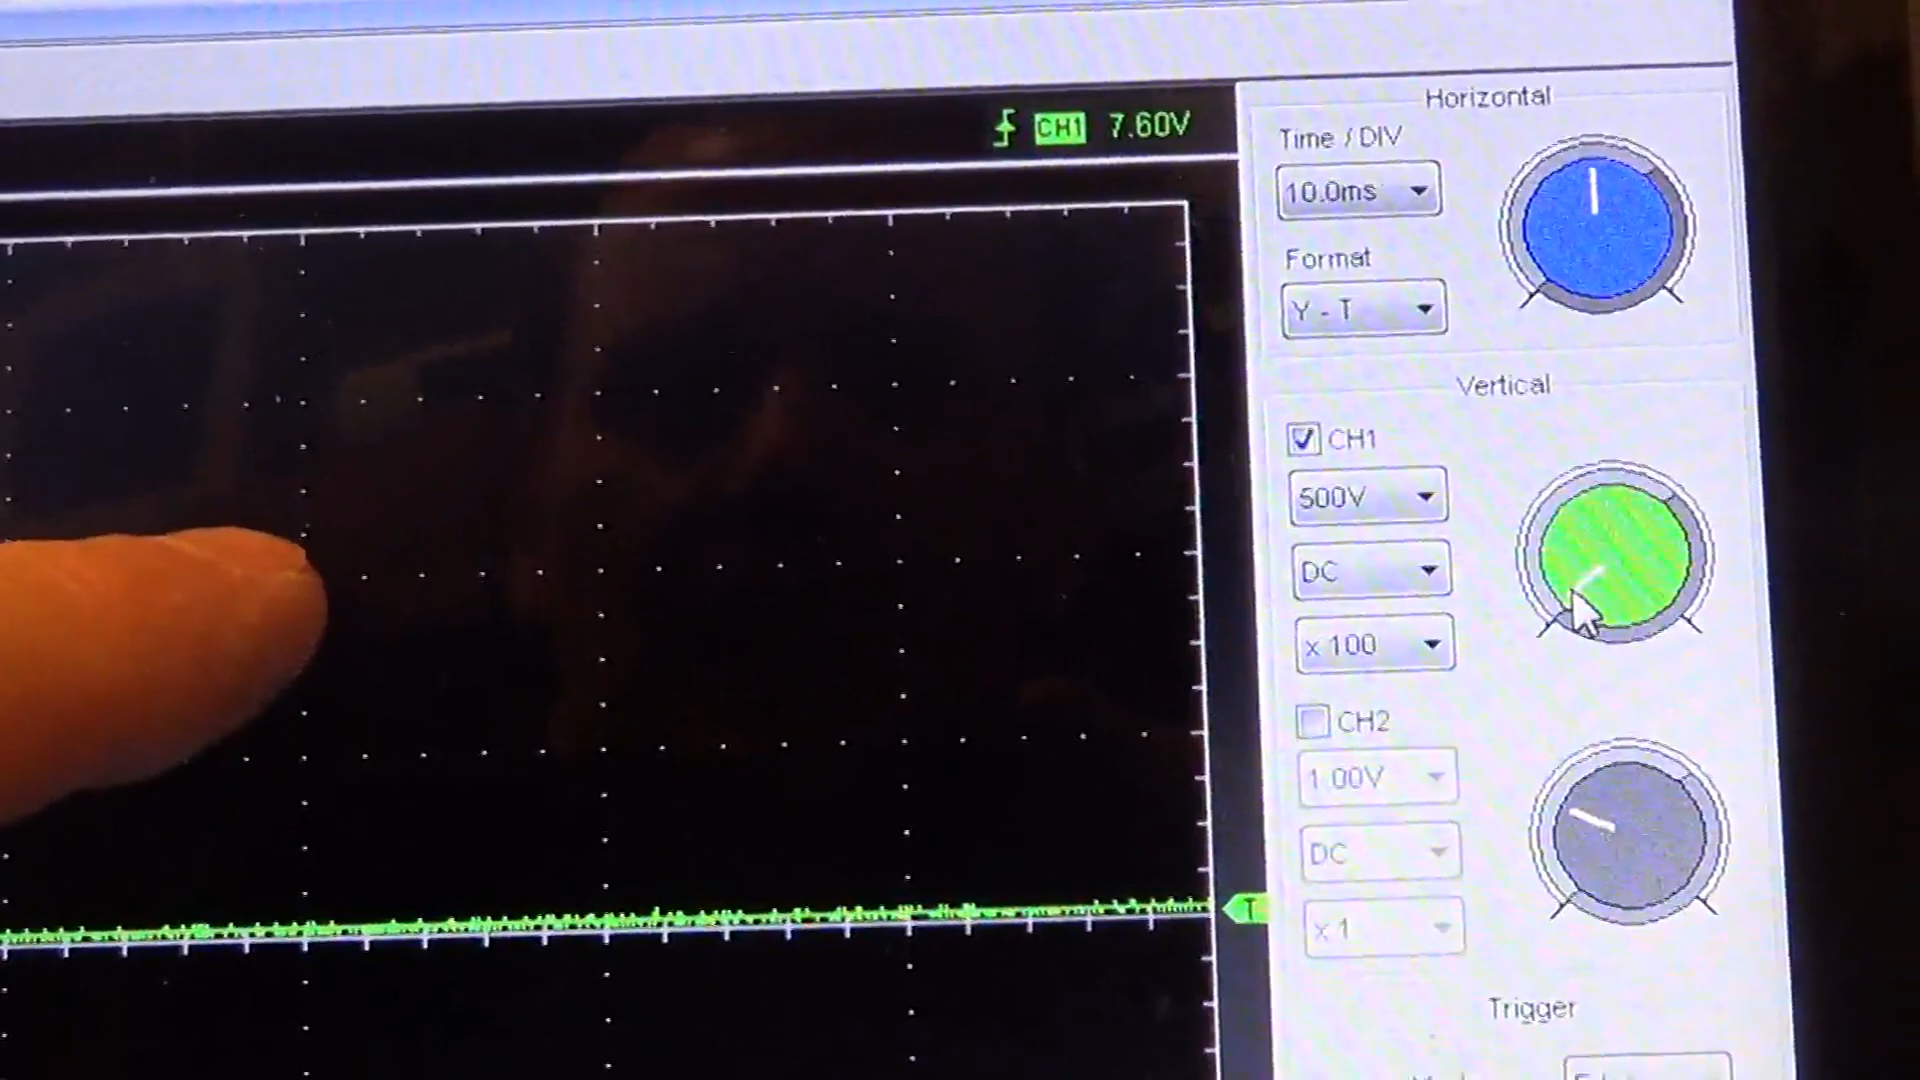 CH1 7.60V
Horizontal
Time / DIV
10.0ms
Format
Y - T
Vertical
CH1
500V
DC
x 100
CH2
1.00V
DC
x 1
T
Trigger